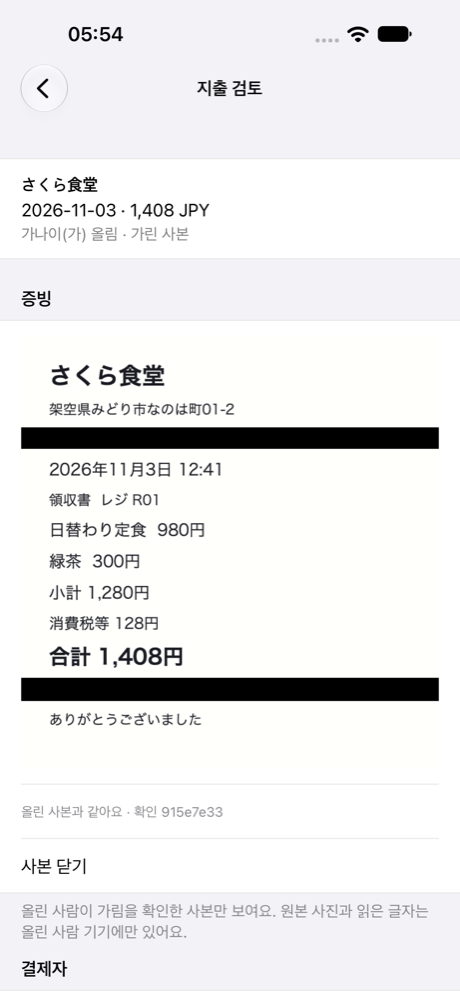 05:54
지출 검토
さくら食堂
2026-11-03 · 1,408 JPY
가나이(가) 올림 · 가린 사본
증빙
さくら食堂
架空県みどり市なのは町01-2
2026年11月3日 12:41
領収書 レジ R01
日替わり定食 980円
緑茶 300円
小計 1,280円
消費税等 128円
合計 1,408円
ありがとうございました
올린 사본과 같아요 · 확인 915e7e33
사본 닫기
올린 사람이 가림을 확인한 사본만 보여요. 원본 사진과 읽은 글자는
올린 사람 기기에만 있어요.
결제자